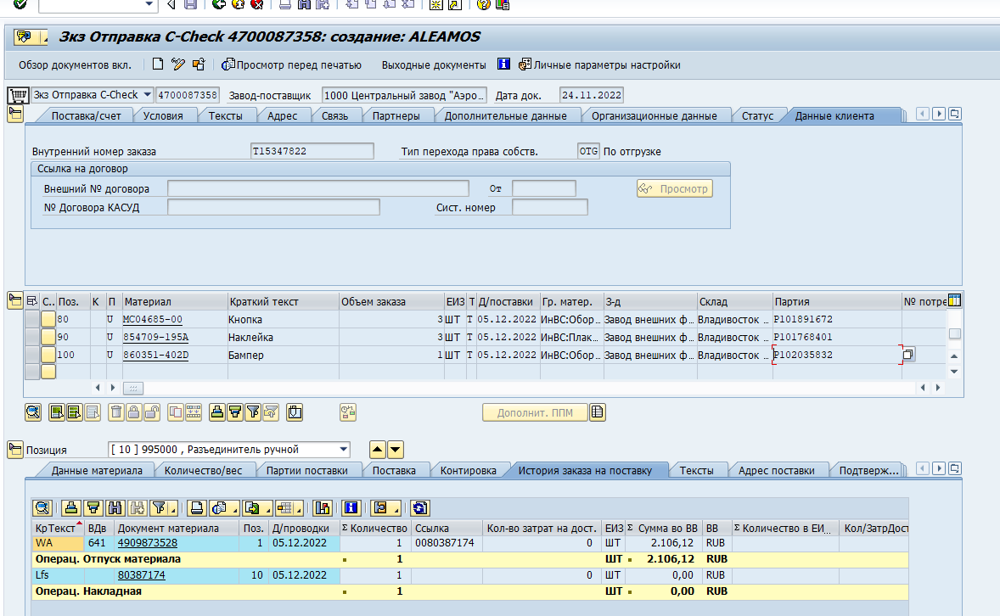 Зкз Отправка C-Check 4700087358: создание: ALEAMOS
Обзор документов вкл. Просмотр перед печатью Выходные документы Личные параметры настройки
Зкз Отправка C-Check 4700087358 Завод-поставщик 1000 Центральный завод "Аэро... Дата док. 24.11.2022
Поставка/счет Условия Тексты Адрес Связь Партнеры Дополнительные данные Организационные данные Статус Данные клиента
Внутренний номер заказа T15347822 Тип перехода права собств. OTG По отгрузке
Ссылка на договор
Внешний № договора От Просмотр
№ Договора КАСУД Сист. номер
С.. Поз. К П Материал Краткий текст Объем заказа ЕИЗ Т Д/поставки Гр. матер. З-д Склад Партия № потре
80 U MC04685-00 Кнопка 3 ШТ T 05.12.2022 ИнВС:Обор... Завод внешних ф... Владивосток ... P101891672
90 U 854709-195A Наклейка 3 ШТ T 05.12.2022 ИнВС:Плак... Завод внешних ф... Владивосток ... P101768401
100 U 860351-402D Бампер 1 ШТ T 05.12.2022 ИнВС:Обор... Завод внешних ф... Владивосток ... P102035832
Дополнит. ППМ
Позиция [ 10 ] 995000 , Разъединитель ручной
Данные материала Количество/вес Партии поставки Поставка Контировка История заказа на поставку Тексты Адрес поставки Подтверж...
КрТекст ВДв Документ материала Поз. Д/проводки Σ Количество Ссылка Кол-во затрат на дост. ЕИЗ Σ Сумма во ВВ ВВ Σ Количество в ЕИ... Кол/ЗатрДост
WA 641 4909873528 1 05.12.2022 1 0080387174 0 ШТ 2.106,12 RUB
Операц. Отпуск материала 1 ШТ 2.106,12 RUB
Lfs 80387174 10 05.12.2022 1 0 ШТ 0,00 RUB
Операц. Накладная 1 ШТ 0,00 RUB